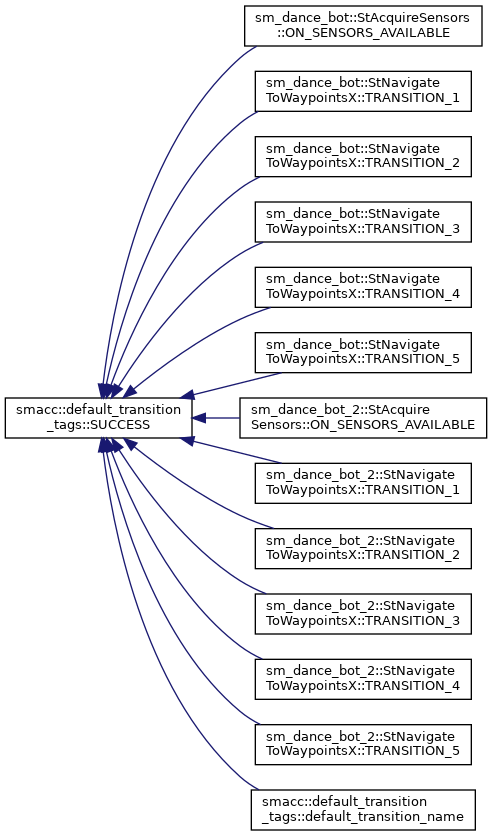 sm_dance_bot::StAcquireSensors
::ON_SENSORS_AVAILABLE
sm_dance_bot::StNavigate
ToWaypointsX::TRANSITION_1
sm_dance_bot::StNavigate
ToWaypointsX::TRANSITION_2
sm_dance_bot::StNavigate
ToWaypointsX::TRANSITION_3
sm_dance_bot::StNavigate
ToWaypointsX::TRANSITION_4
sm_dance_bot::StNavigate
ToWaypointsX::TRANSITION_5
smacc::default_transition
_tags::SUCCESS
sm_dance_bot_2::StAcquire
Sensors::ON_SENSORS_AVAILABLE
sm_dance_bot_2::StNavigate
ToWaypointsX::TRANSITION_1
sm_dance_bot_2::StNavigate
ToWaypointsX::TRANSITION_2
sm_dance_bot_2::StNavigate
ToWaypointsX::TRANSITION_3
sm_dance_bot_2::StNavigate
ToWaypointsX::TRANSITION_4
sm_dance_bot_2::StNavigate
ToWaypointsX::TRANSITION_5
smacc::default_transition
_tags::default_transition_name